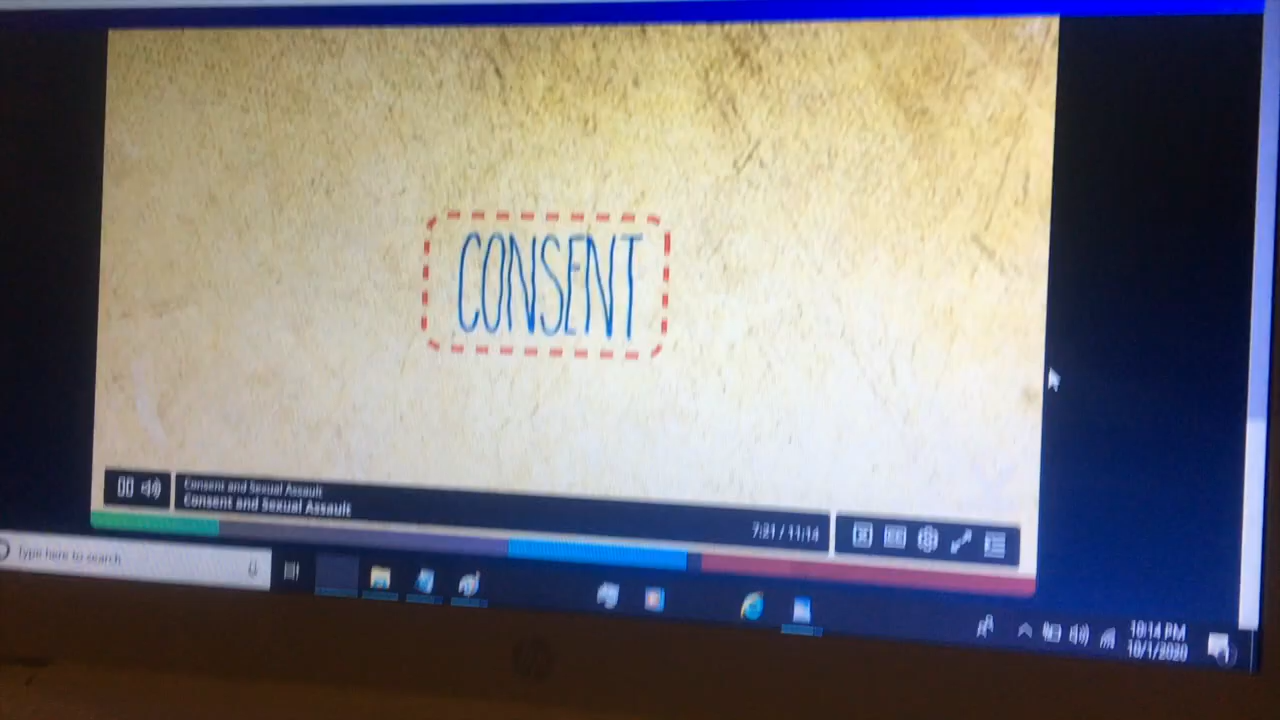 CONSENT
Consent and Sexual Assault
Consent and Sexual Assault
7:21 / 11:14
Type here to search
10:14 PM
10/1/2020